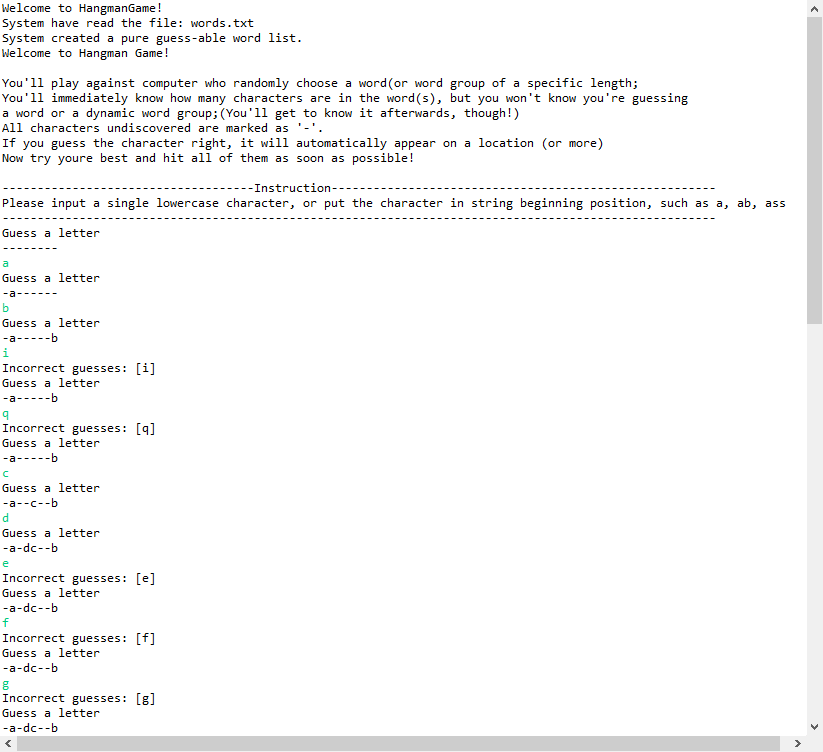 Welcome to HangmanGame!
System have read the file: words.txt
System created a pure guess-able word list.
Welcome to Hangman Game!
You'll play against computer who randomly choose a word(or word group of a specific length;
You'll immediately know how many characters are in the word(s), but you won't know you're guessing
a word or a dynamic word group;(You'll get to know it afterwards, though!)
All characters undiscovered are marked as '-'.
If you guess the character right, it will automatically appear on a location (or more)
Now try youre best and hit all of them as soon as possible!
------------------------------------Instruction-------------------------------------------------------
Please input a single lowercase character, or put the character in string beginning position, such as a, ab, ass
------------------------------------------------------------------------------------------------------
Guess a letter
--------
a
Guess a letter
-a------
b
Guess a letter
-a-----b
i
Incorrect guesses: [i]
Guess a letter
-a-----b
q
Incorrect guesses: [q]
Guess a letter
-a-----b
c
Guess a letter
-a--c--b
d
Guess a letter
-a-dc--b
e
Incorrect guesses: [e]
Guess a letter
-a-dc--b
f
Incorrect guesses: [f]
Guess a letter
-a-dc--b
g
Incorrect guesses: [g]
Guess a letter
-a-dc--b